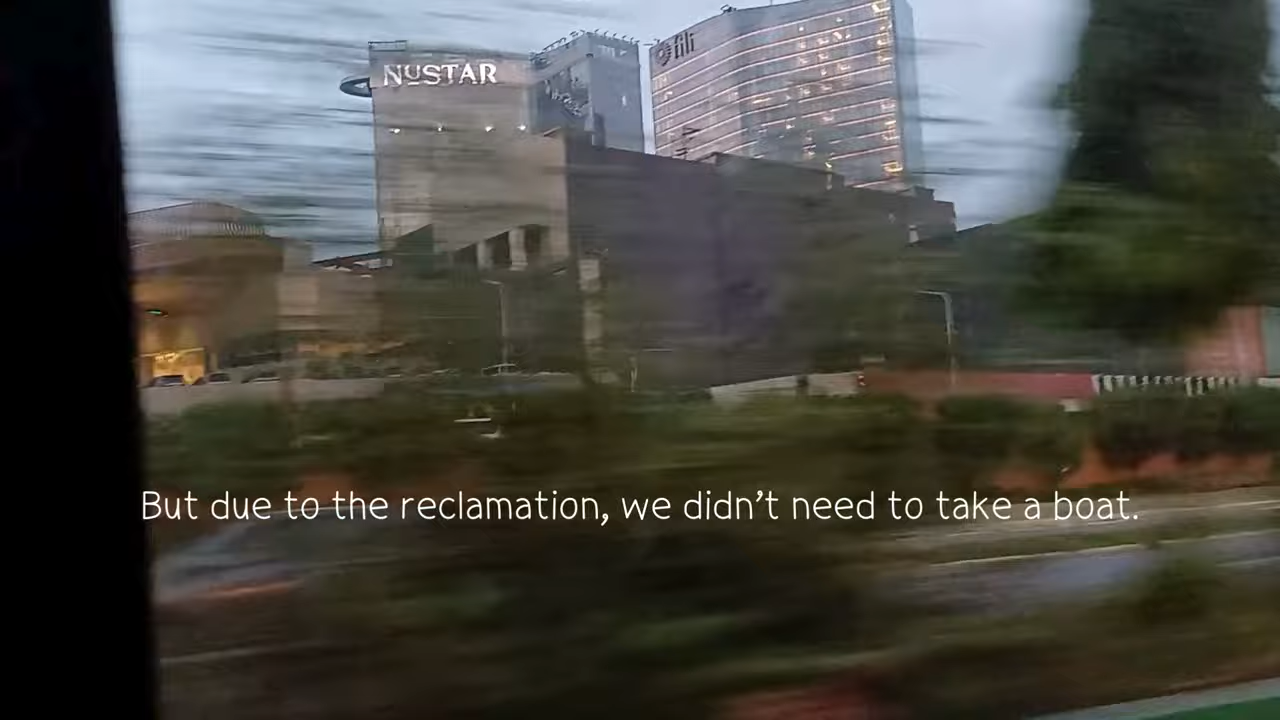 NUSTAR
fili
But due to the reclamation, we didn't need to take a boat.